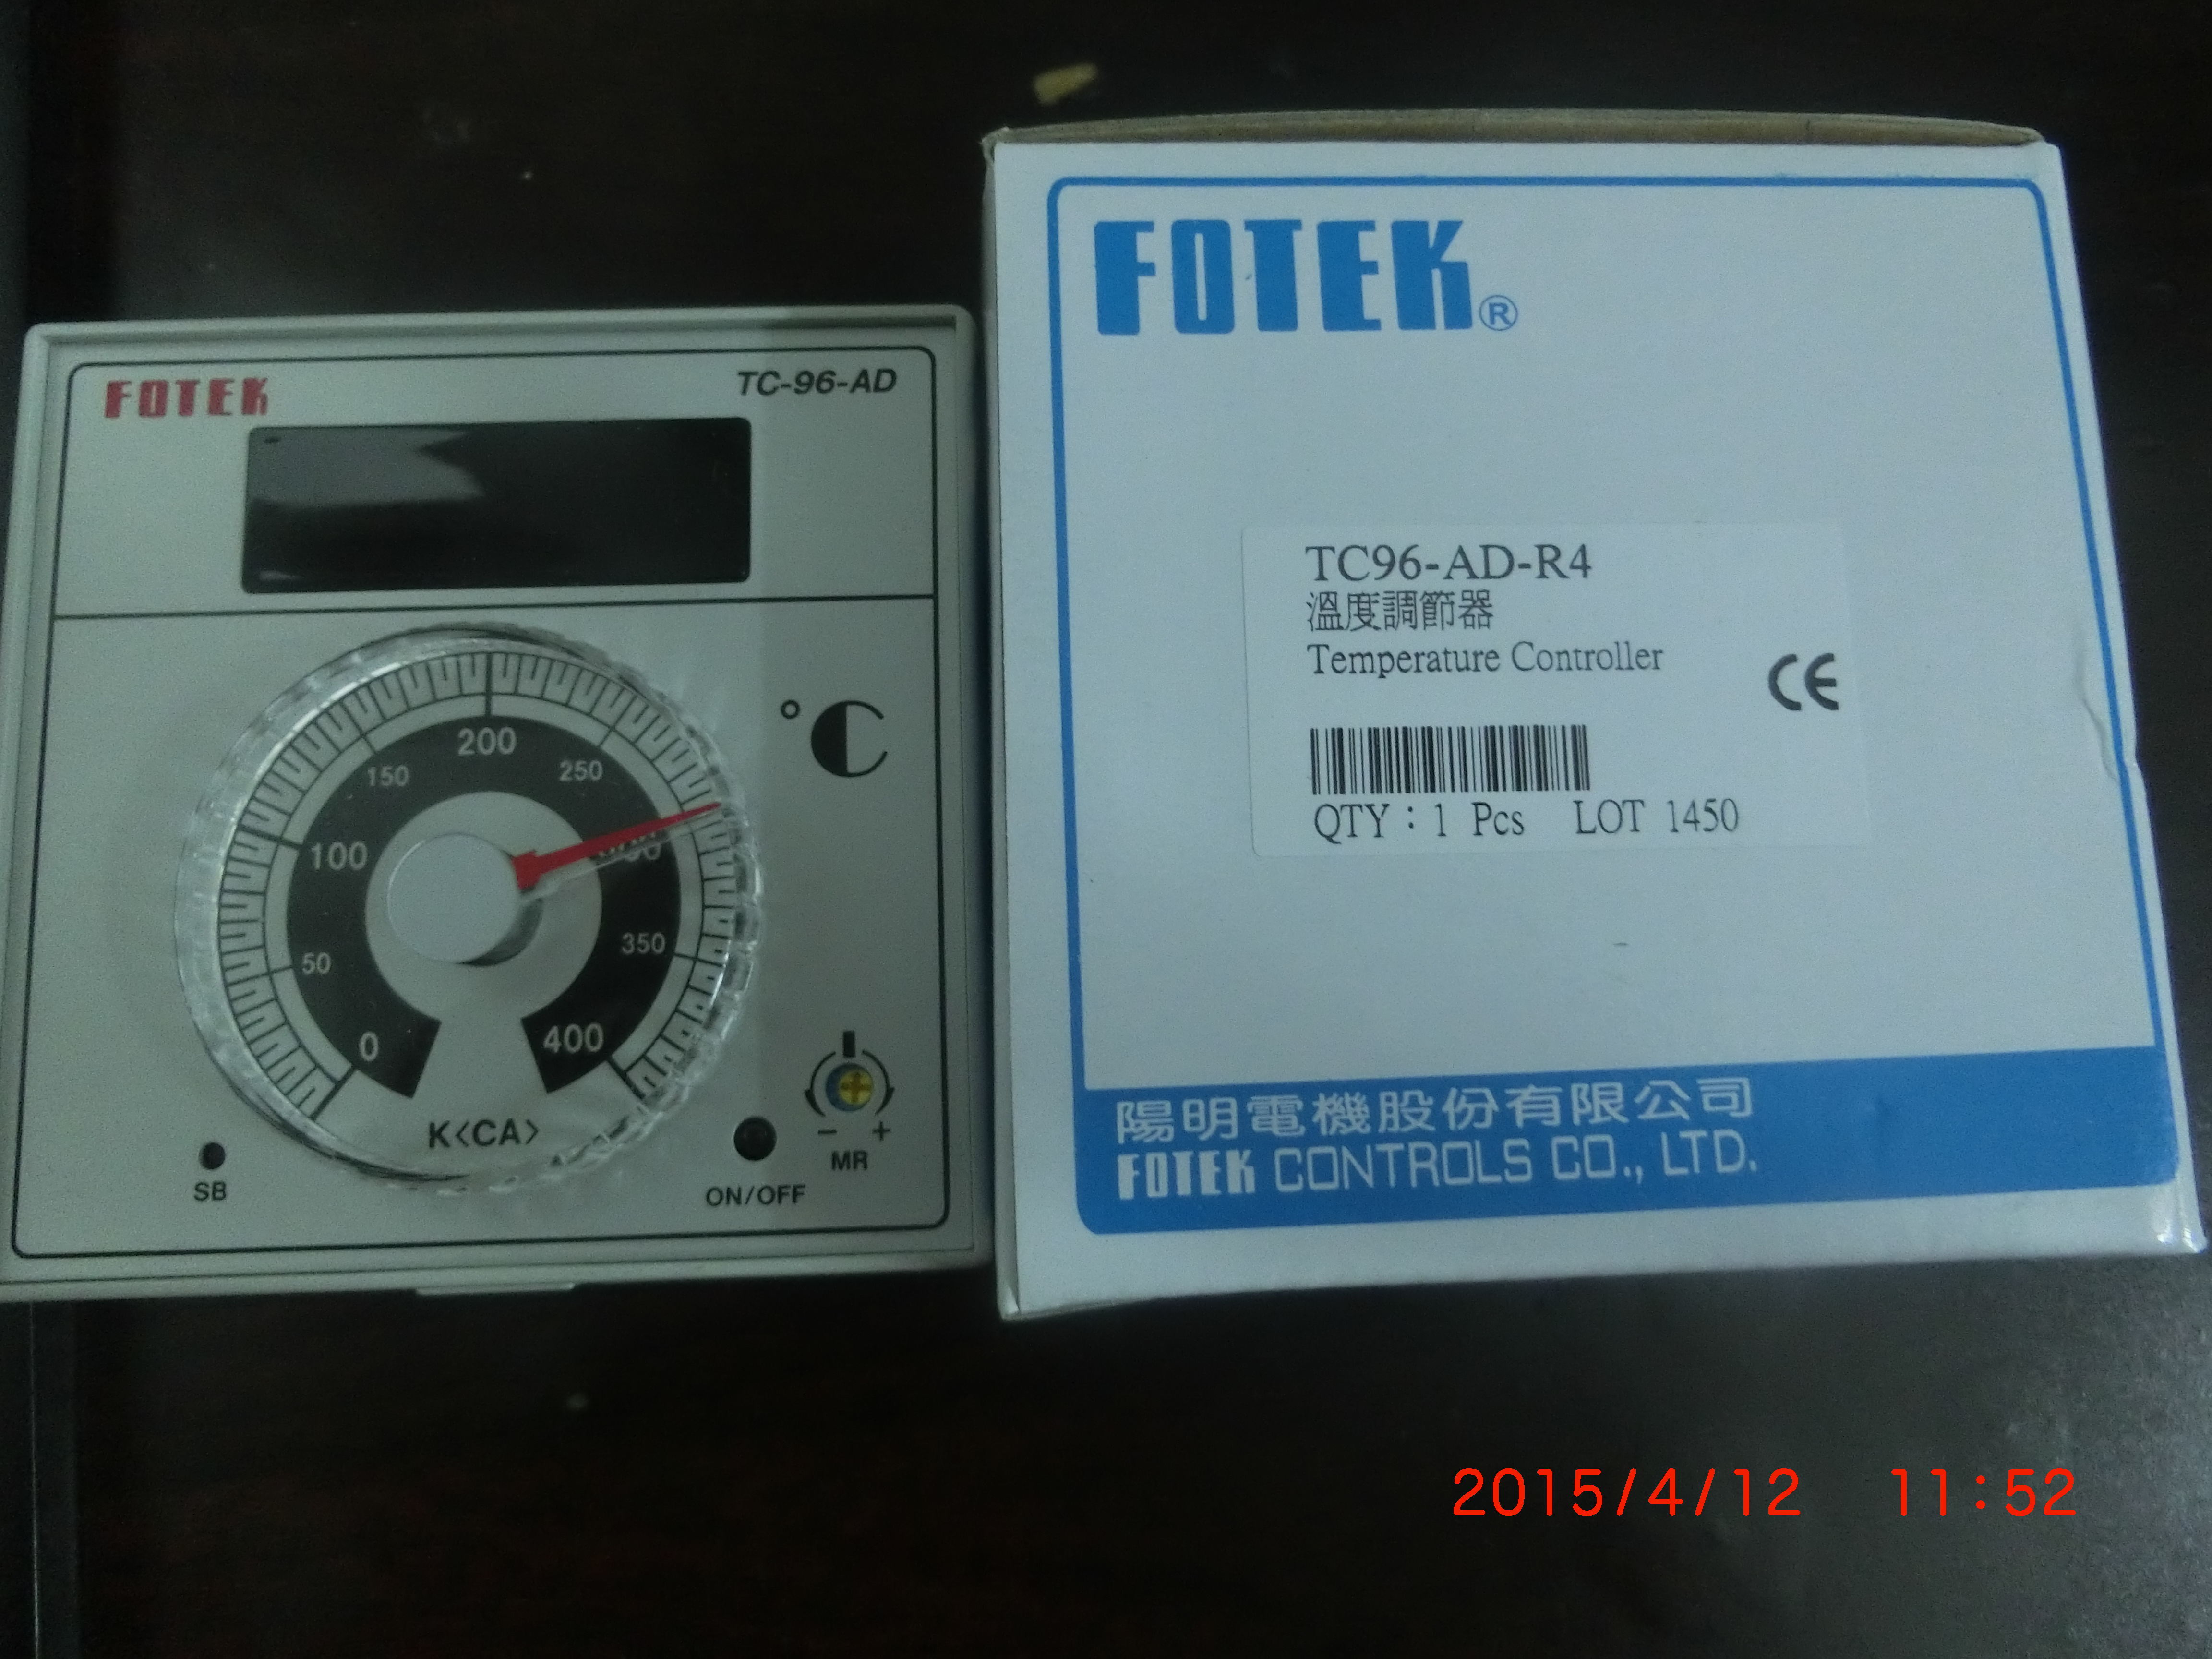 FOTEK
TC-96-AD
°C
0
50
100
150
200
250
350
400
K<CA>
SB
ON/OFF
- +
MR
FOTEK®
TC96-AD-R4
溫度調節器
Temperature Controller
CE
QTY : 1 Pcs LOT 1450
陽明電機股份有限公司
FOTEK CONTROLS CO., LTD.
2015/4/12 11:52